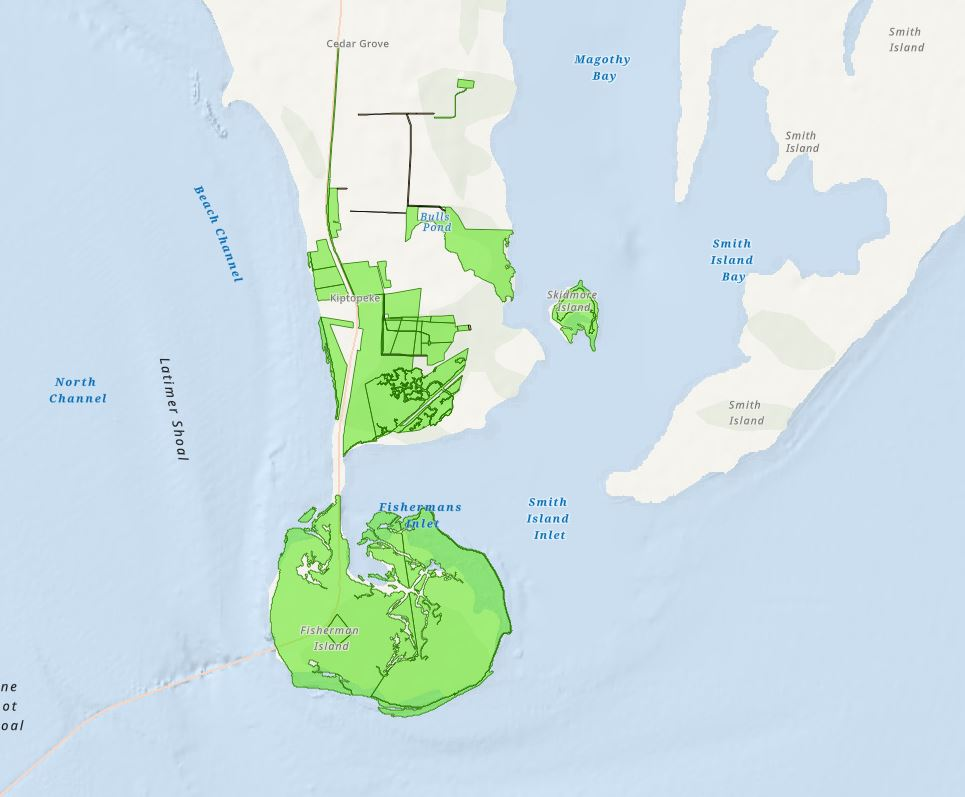 Smith
Island
Cedar Grove
Magothy
Bay
Smith
Island
Beach Channel
Bulls
Pond
Smith
Island
Bay
Kiptopeke
Skidmore
Island
North
Channel
Latimer Shoal
Smith
Island
Fishermans
Inlet
Smith
Island
Inlet
Fisherman
Island
ne
ot
oal